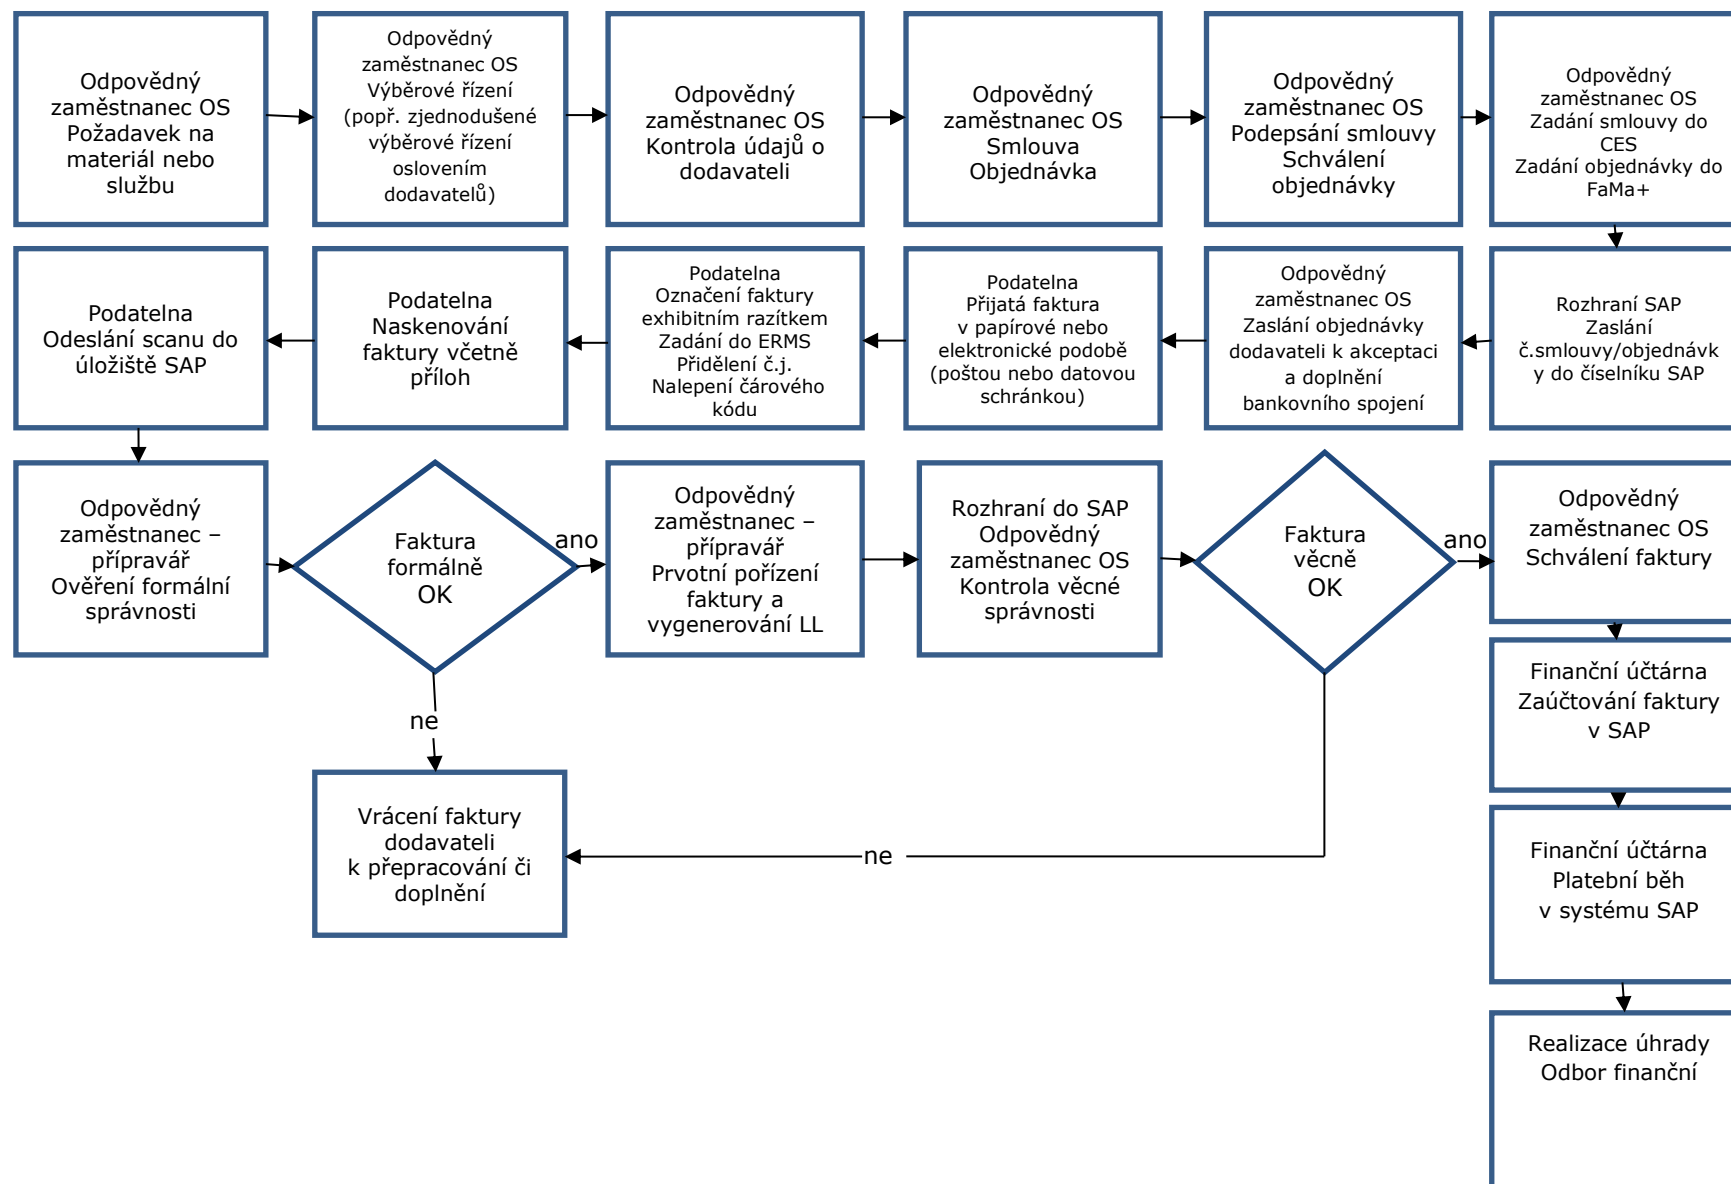 Odpovědný
zaměstnanec OS
Požadavek na
materiál nebo
službu
Odpovědný
zaměstnanec OS
Výběrové řízení
(popř. zjednodušené
výběrové řízení
oslovením
dodavatelů)
Odpovědný
zaměstnanec OS
Kontrola údajů o
dodavateli
Odpovědný
zaměstnanec OS
Smlouva
Objednávka
Odpovědný
zaměstnanec OS
Podepsání smlouvy
Schválení
objednávky
Odpovědný
zaměstnanec OS
Zadání smlouvy do
CES
Zadání objednávky do
FaMa+
Rozhraní SAP
Zaslání
č.smlouvy/objednávk
y do číselníku SAP
Odpovědný
zaměstnanec OS
Zaslání objednávky
dodavateli k akceptaci
a doplnění
bankovního spojení
Podatelna
Přijatá faktura
v papírové nebo
elektronické podobě
(poštou nebo datovou
schránkou)
Podatelna
Označení faktury
exhibitním razítkem
Zadání do ERMS
Přidělení č.j.
Nalepení čárového
kódu
Podatelna
Naskenování
faktury včetně
příloh
Podatelna
Odeslání scanu do
úložiště SAP
Odpovědný
zaměstnanec –
přípravář
Ověření formální
správnosti
Faktura
formálně
OK
ano
Odpovědný
zaměstnanec –
přípravář
Prvotní pořízení
faktury a
vygenerování LL
Rozhraní do SAP
Odpovědný
zaměstnanec OS
Kontrola věcné
správnosti
Faktura
věcně
OK
ano
Odpovědný
zaměstnanec OS
Schválení faktury
Finanční účtárna
Zaúčtování faktury
v SAP
ne
Vrácení faktury
dodavateli
k přepracování či
doplnění
ne
Finanční účtárna
Platební běh
v systému SAP
Realizace úhrady
Odbor finanční